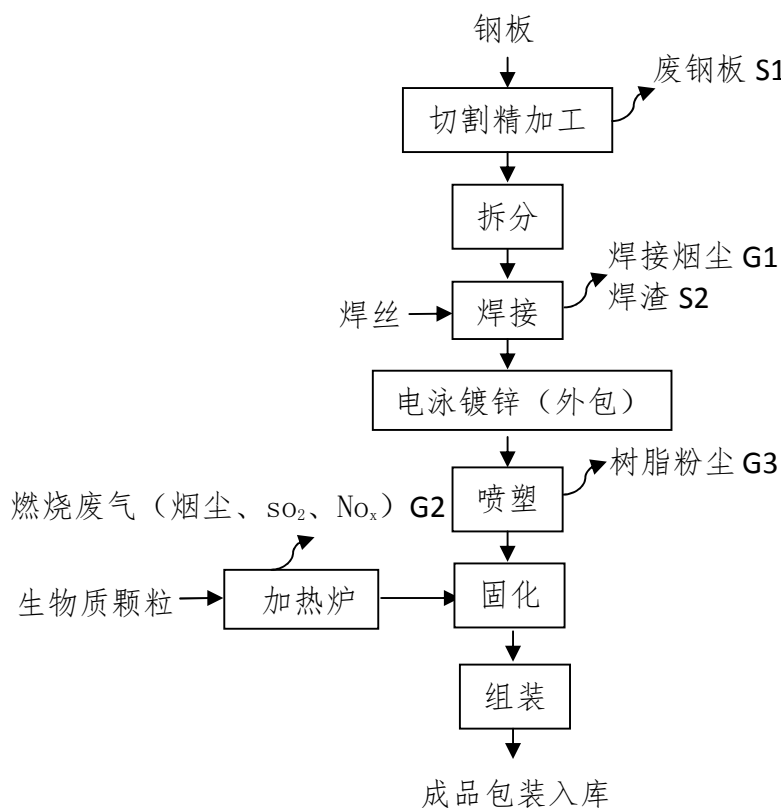 钢板
废钢板 S1
切割精加工
拆分
焊接烟尘 G1
焊渣 S2
焊丝
焊接
电泳镀锌（外包）
树脂粉尘 G3
喷塑
燃烧废气（烟尘、so₂、Noₓ）G2
生物质颗粒
加热炉
固化
组装
成品包装入库